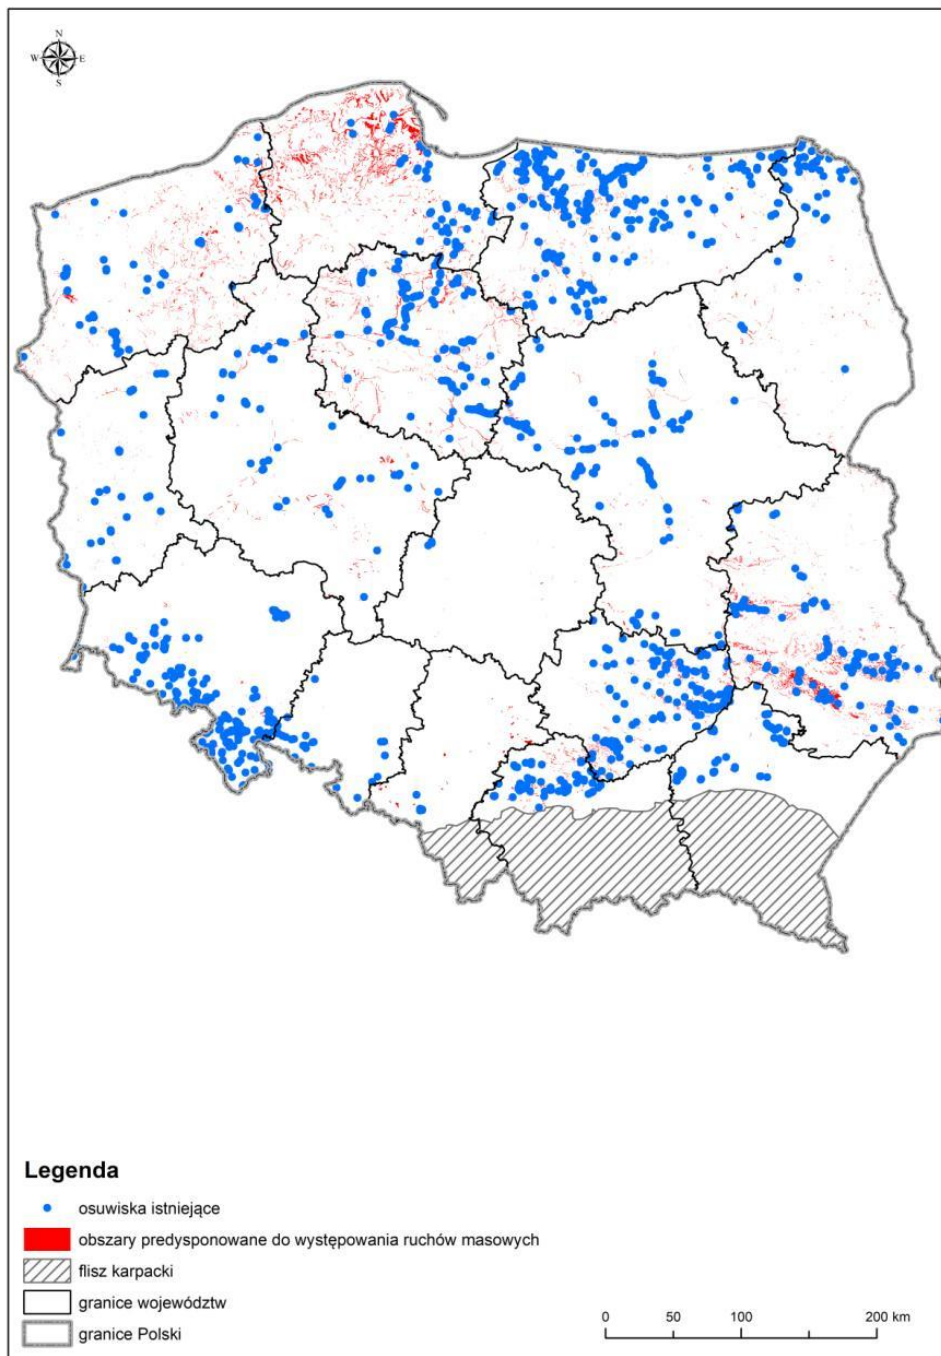 N
W E
S
Legenda
osuwiska istniejące
obszary predysponowane do występowania ruchów masowych
flisz karpacki
granice województw
granice Polski
0 50 100 200 km